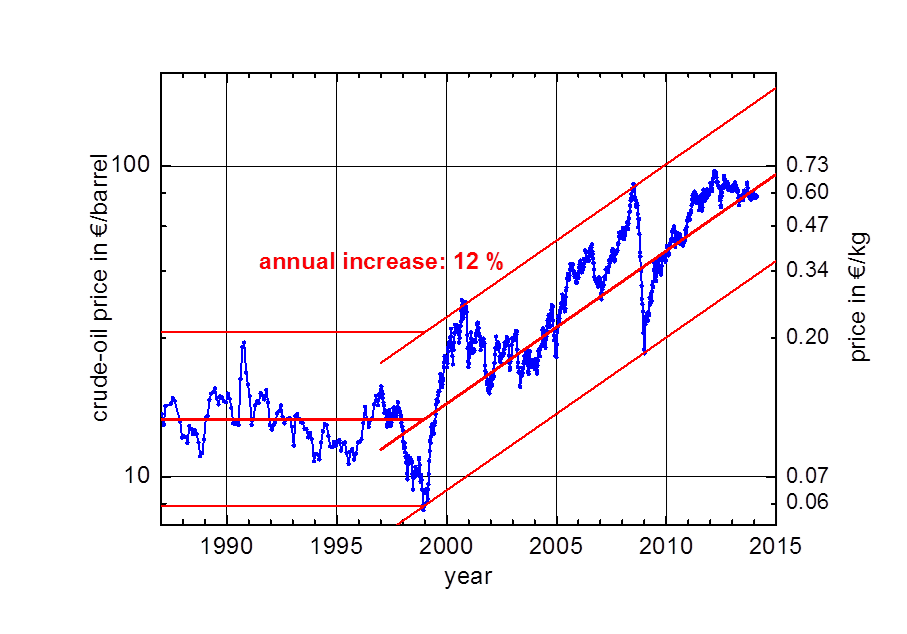 crude-oil price in €/barrel
100
10
annual increase: 12 %
0.73
0.60
0.47
0.34
0.20
0.07
0.06
price in €/kg
1990 1995 2000 2005 2010 2015
year